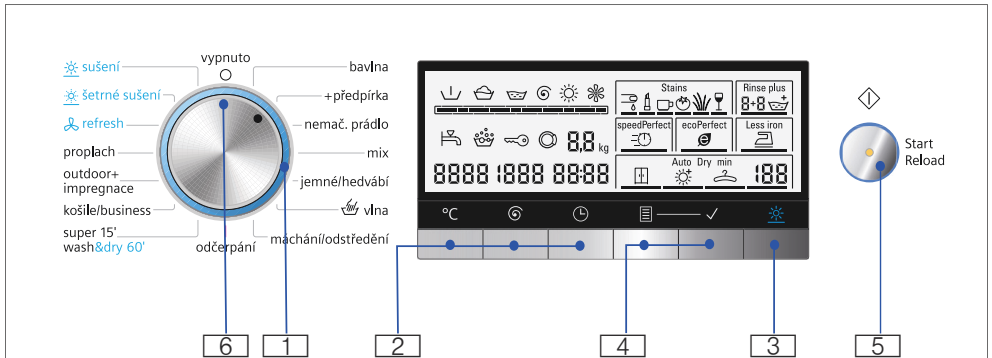 vypnuto
sušení
šetrné sušení
refresh
proplach
outdoor+
impregnace
košile/business
super 15'
wash&dry 60'
bavlna
+předpírka
nemač. prádlo
mix
jemné/hedvábí
vlna
máchání/odstředění
odčerpání
Stains
Rinse plus
8+8
speedPerfect
ecoPerfect
Less iron
8,8 kg
Auto Dry min
8888 1888 88:88
188
°C
Start
Reload
6
1
2
4
3
5